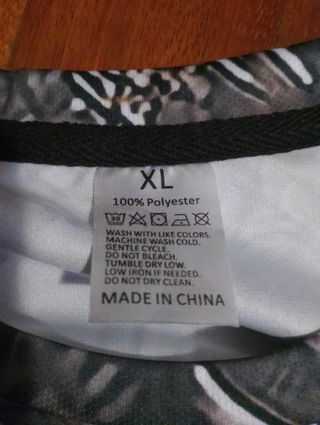 XL
100% Polyester
30
WASH WITH LIKE COLORS.
MACHINE WASH COLD.
GENTLE CYCLE.
DO NOT BLEACH.
TUMBLE DRY LOW.
LOW IRON IF NEEDED.
DO NOT DRY CLEAN.
MADE IN CHINA